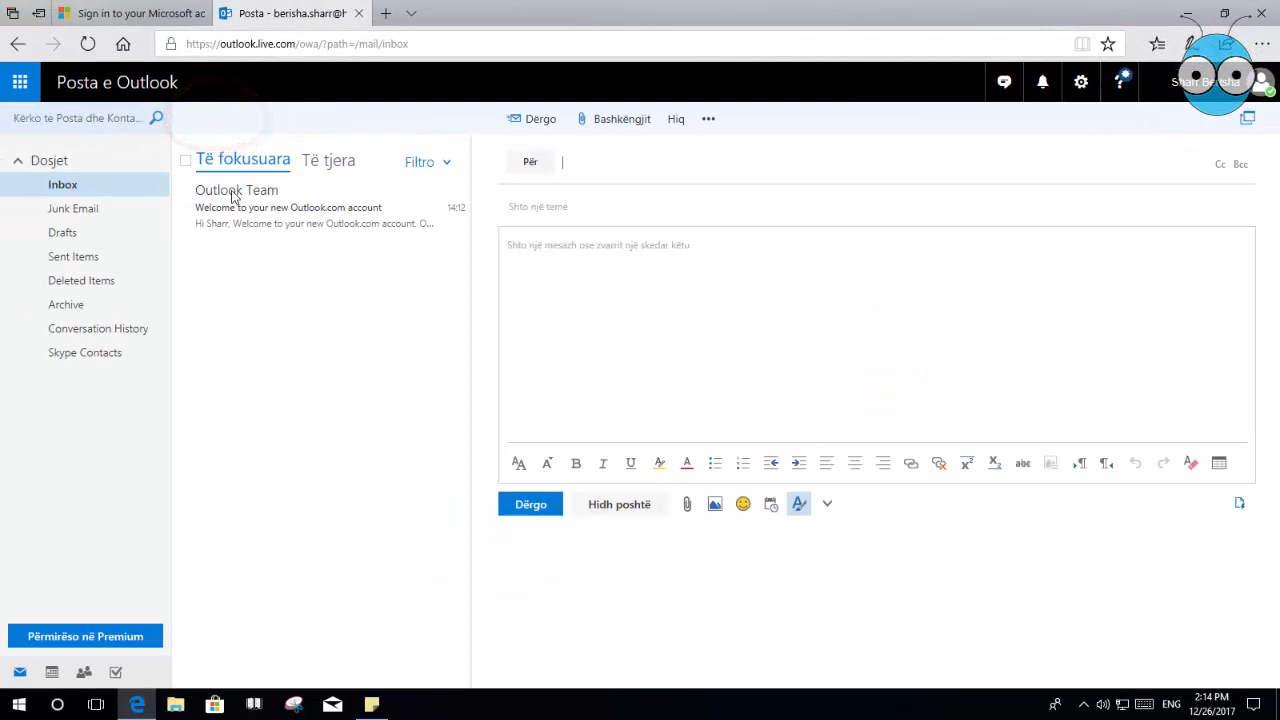 Sign in to your Microsoft ac
Posta - berisha.sharr@h
https://outlook.live.com/owa/?path=/mail/inbox
Posta e Outlook
Sharr Berisha
Kërko te Posta dhe Konta...
Dërgo
Bashkëngjit
Hiq
Dosjet
Inbox
Junk Email
Drafts
Sent Items
Deleted Items
Archive
Conversation History
Skype Contacts
Përmirëso në Premium
Të fokusuara
Të tjera
Filtro
Outlook Team
Welcome to your new Outlook.com account
14:12
Hi Sharr, Welcome to your new Outlook.com account. O...
Për
Cc
Bcc
Shto një temë
Shto një mesazh ose zvarrit një skedar këtu
Dërgo
Hidh poshtë
ENG
2:14 PM
12/26/2017